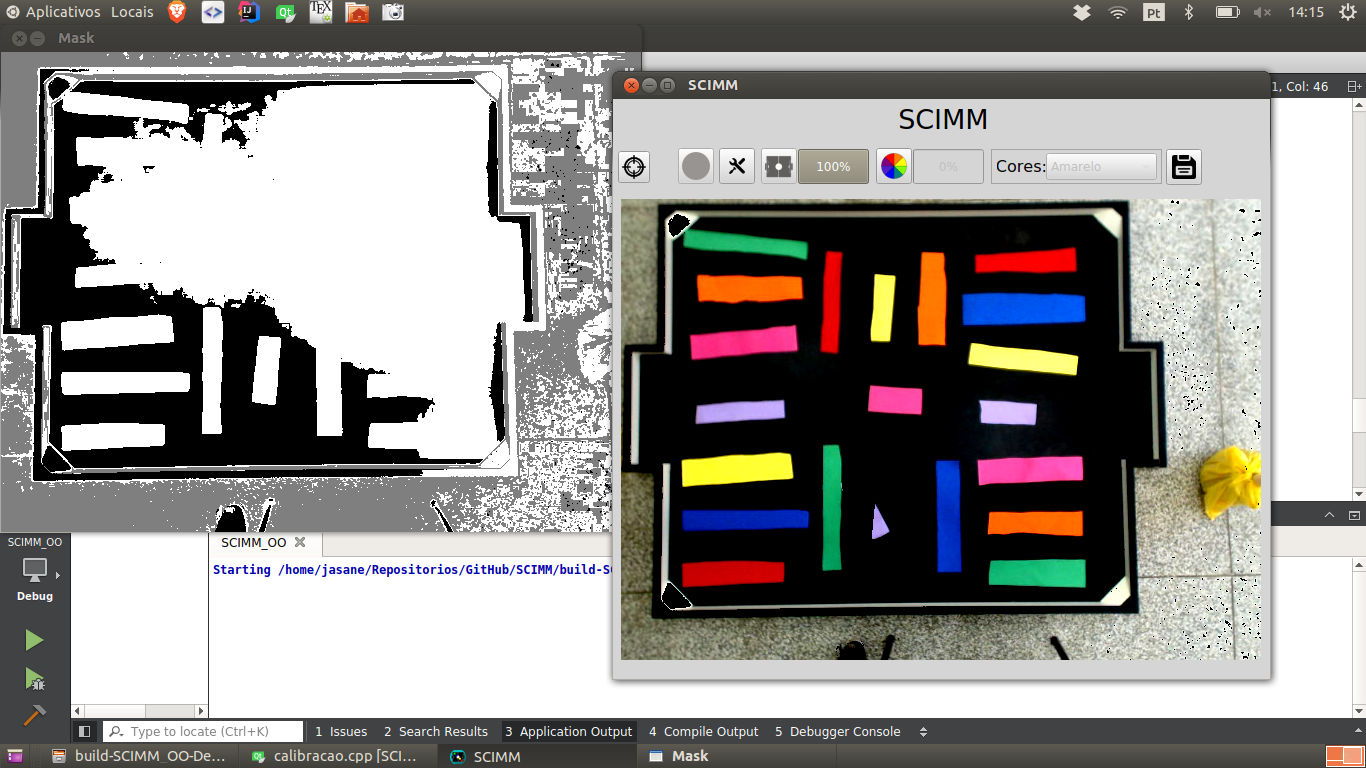 Aplicativos Locais
TEX
Pt
14:15
Mask
SCIMM
1, Col: 46
SCIMM
100%
0%
Cores:
Amarelo
SCIMM_OO
SCIMM_OO
Starting /home/jasane/Repositorios/GitHub/SCIMM/build-S
Debug
Type to locate (Ctrl+K)
1 Issues
2 Search Results
3 Application Output
4 Compile Output
5 Debugger Console
build-SCIMM_OO-De...
calibracao.cpp [SCI...
SCIMM
Mask